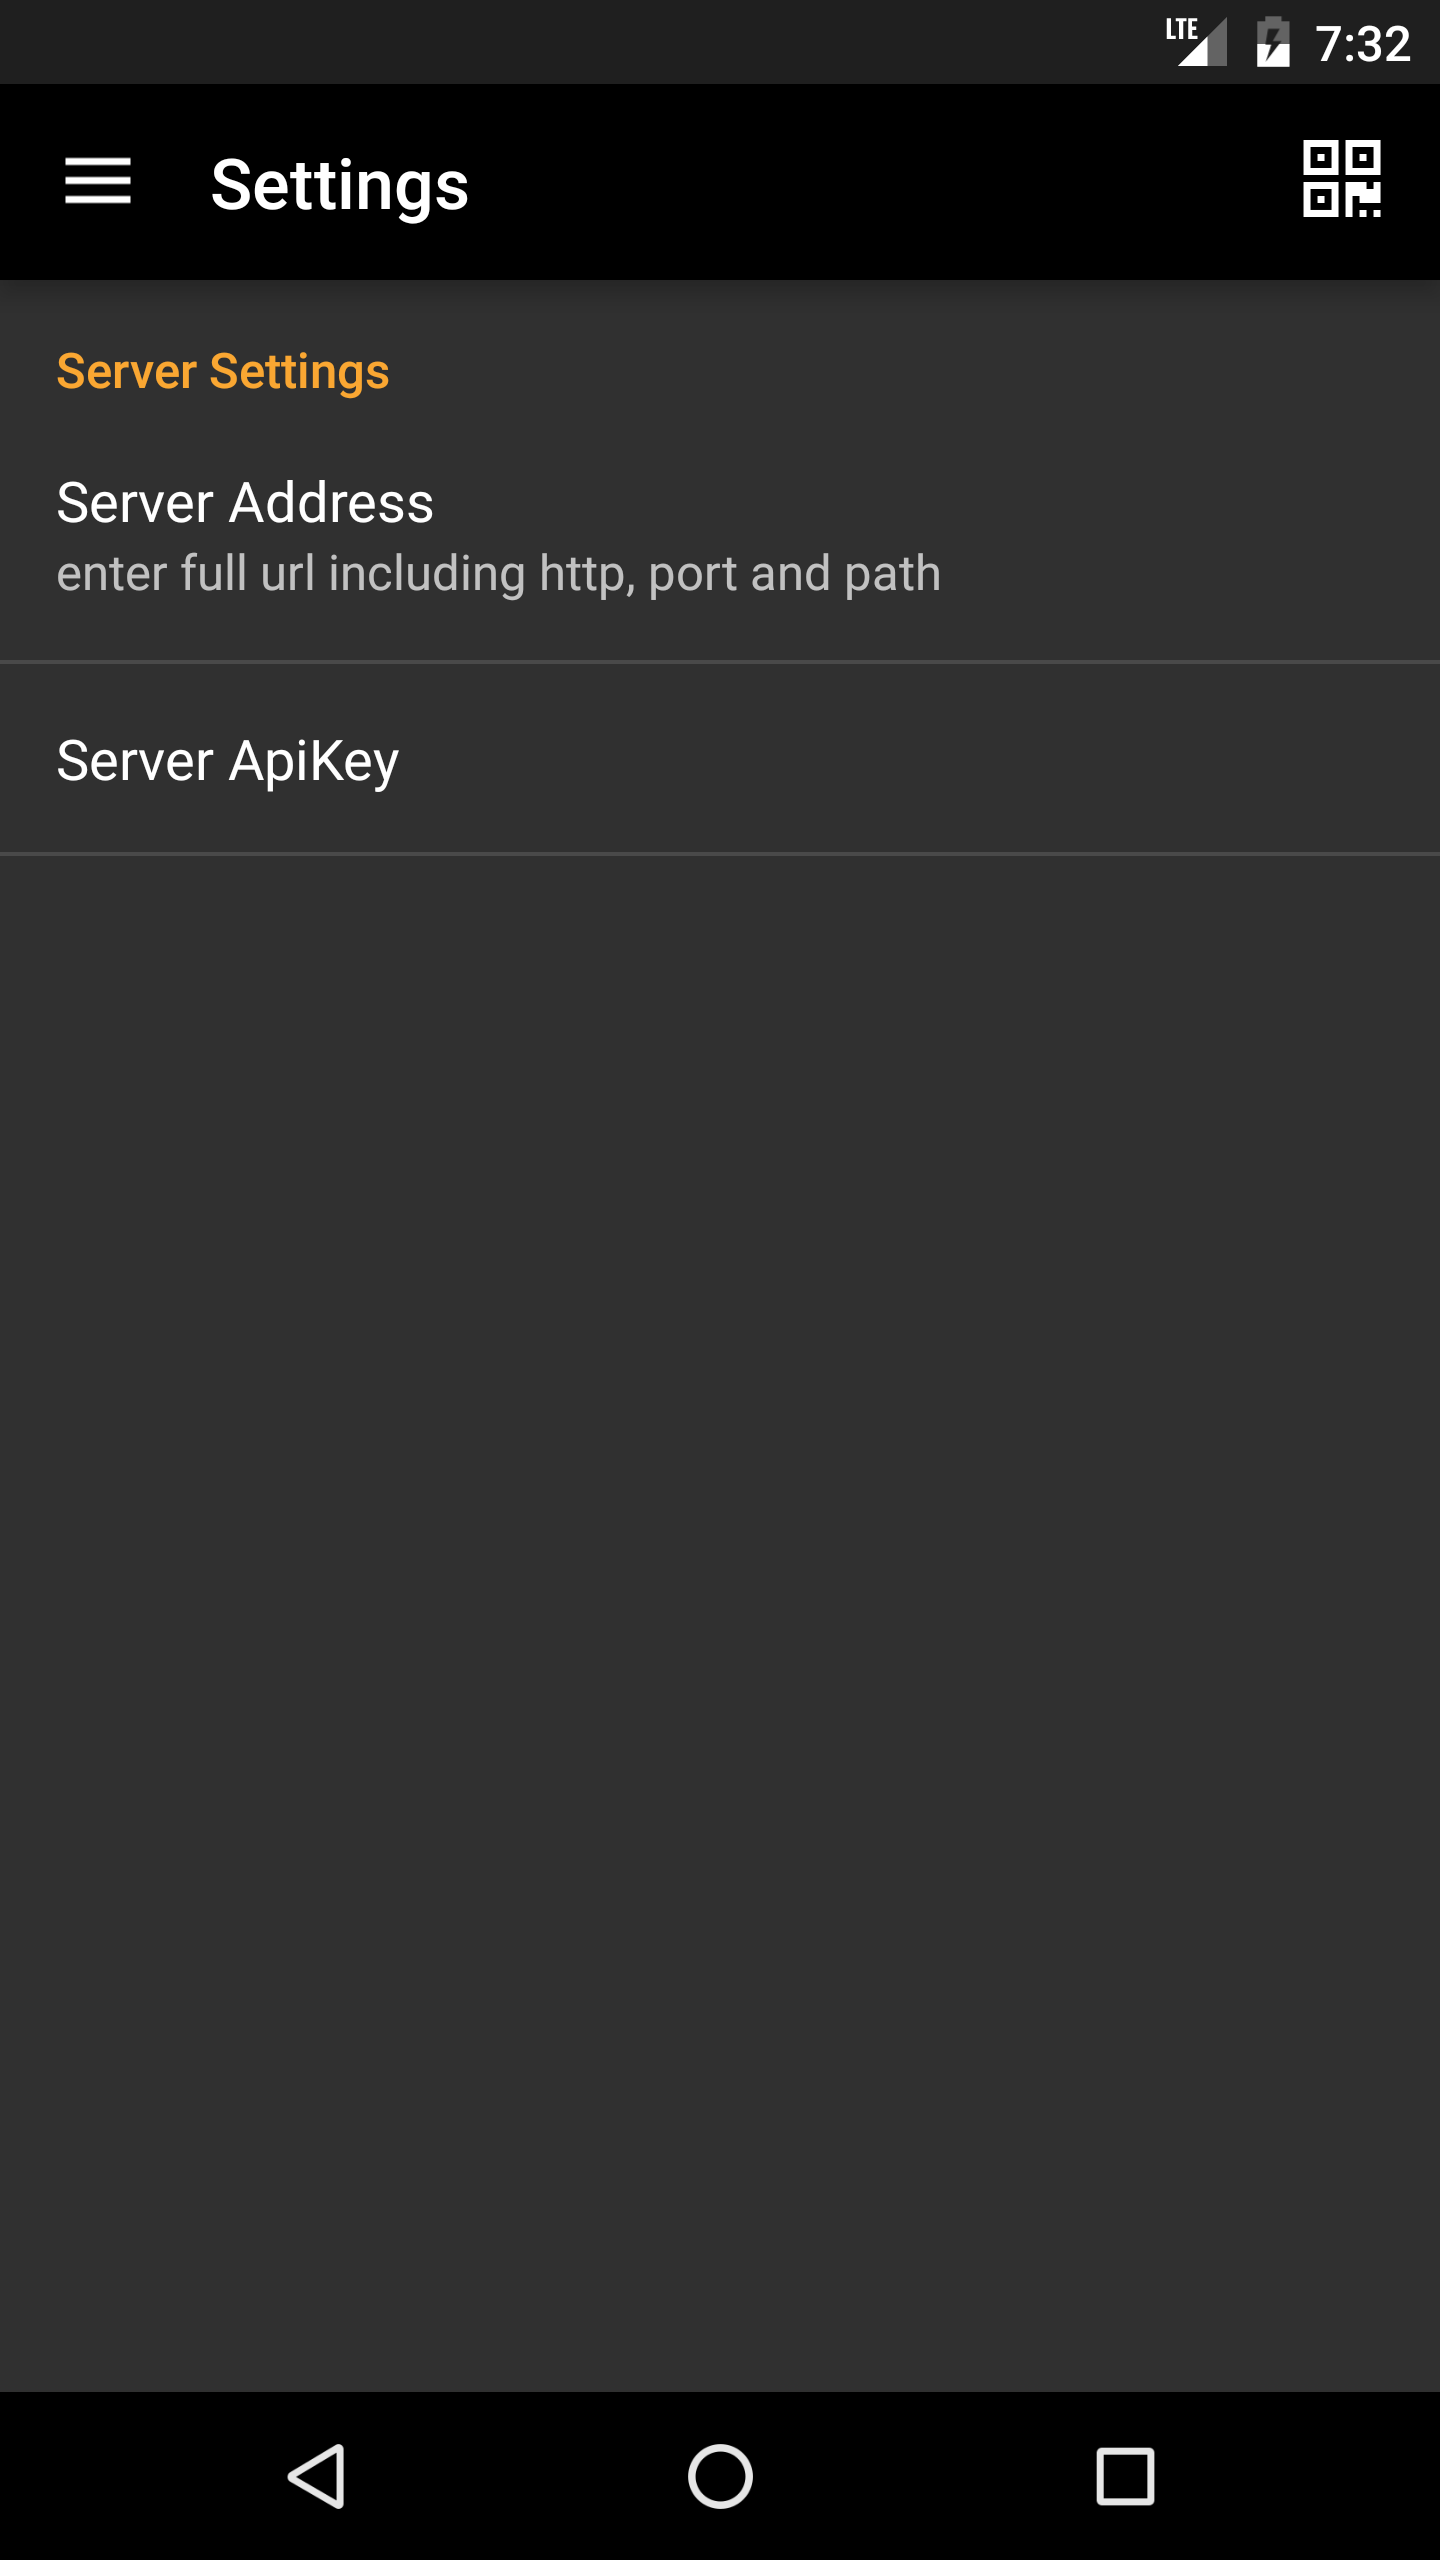 LTE 7:32
Settings
Server Settings
Server Address
enter full url including http, port and path
Server ApiKey